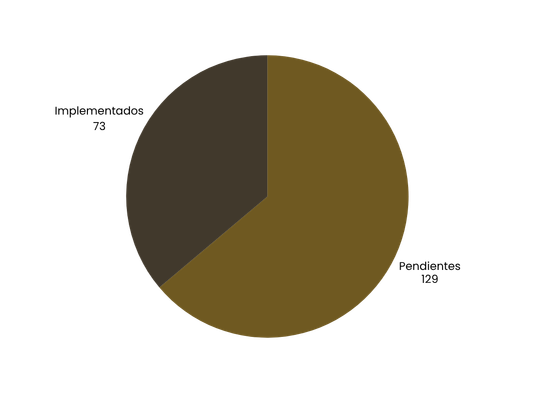 Implementados
73
Pendientes
129